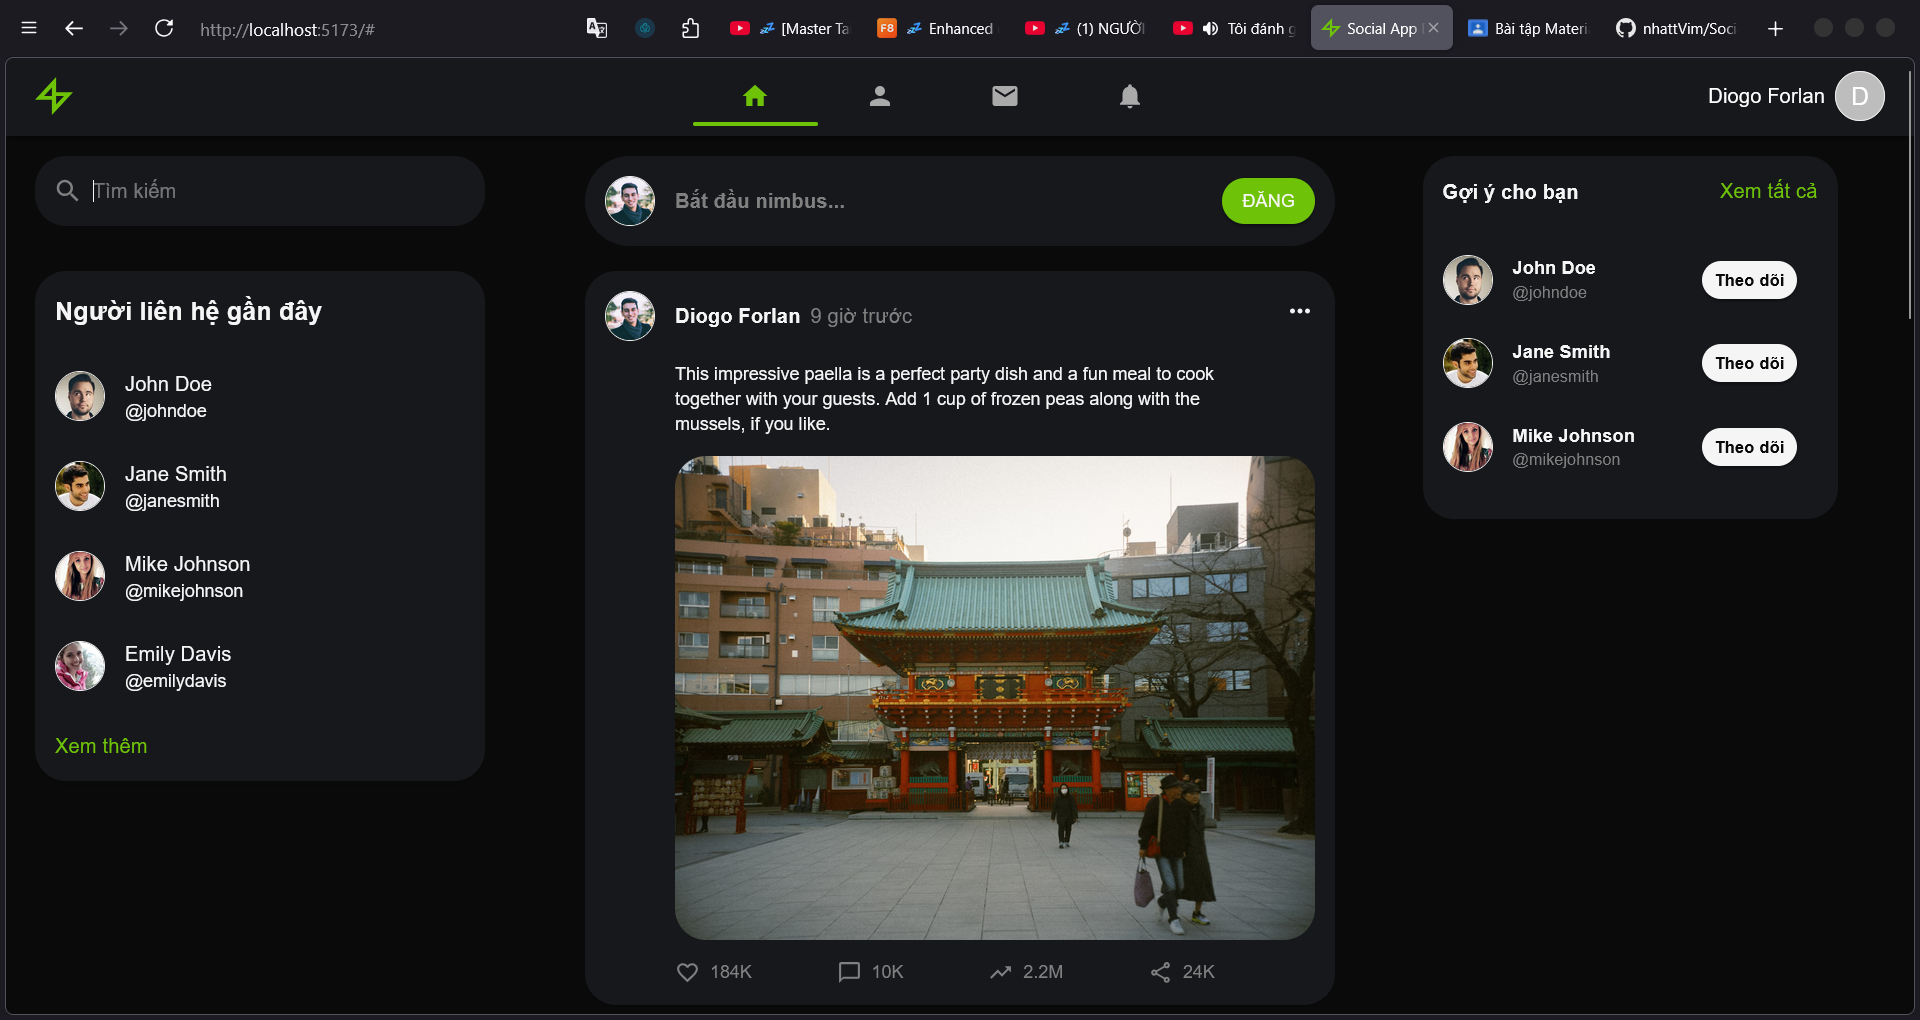 http://localhost:5173/#
[Master Ta
F8
Enhanced
(1) NGƯỜI
Tôi đánh g
Social App
Bài tập Materi
nhattVim/Soci
Diogo Forlan
D
Tìm kiếm
Người liên hệ gần đây
John Doe
@johndoe
Jane Smith
@janesmith
Mike Johnson
@mikejohnson
Emily Davis
@emilydavis
Xem thêm
Bắt đầu nimbus...
ĐĂNG
Diogo Forlan 9 giờ trước
This impressive paella is a perfect party dish and a fun meal to cook
together with your guests. Add 1 cup of frozen peas along with the
mussels, if you like.
184K
10K
2.2M
24K
Gợi ý cho bạn
Xem tất cả
John Doe
@johndoe
Theo dõi
Jane Smith
@janesmith
Theo dõi
Mike Johnson
@mikejohnson
Theo dõi